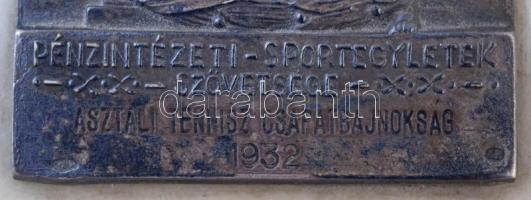 PÉNZINTÉZETI-SPORTEGYLETEK
SZÖVETSÉGE
darabanth
ASZTALI TENNISZ CSAPATBAJNOKSÁG
1932